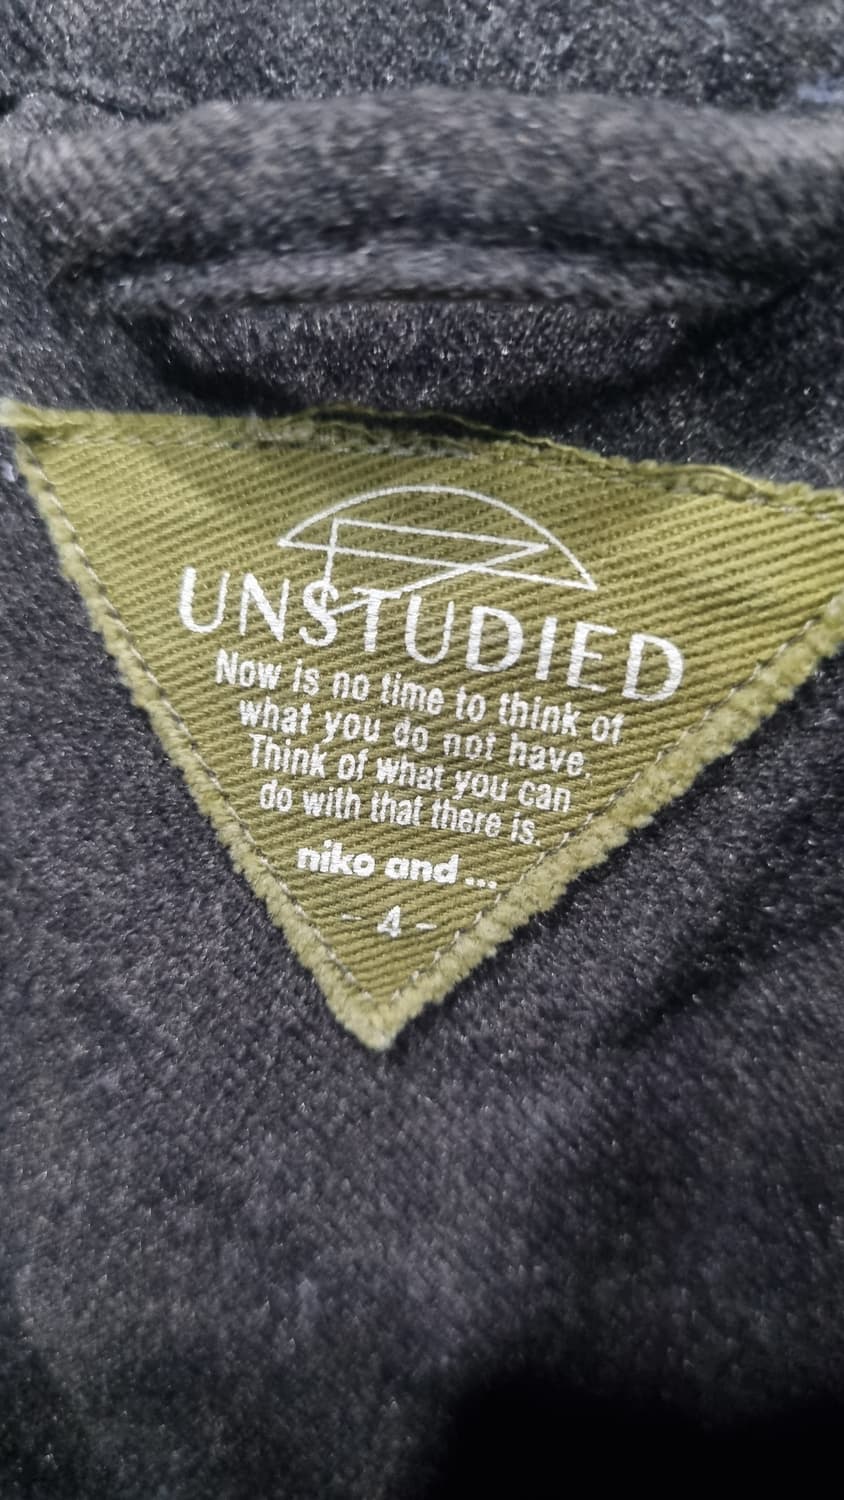 UNSTUDIED
Now is no time to think of
what you do not have.
Think of what you can
do with that there is.
niko and...
- 4 -